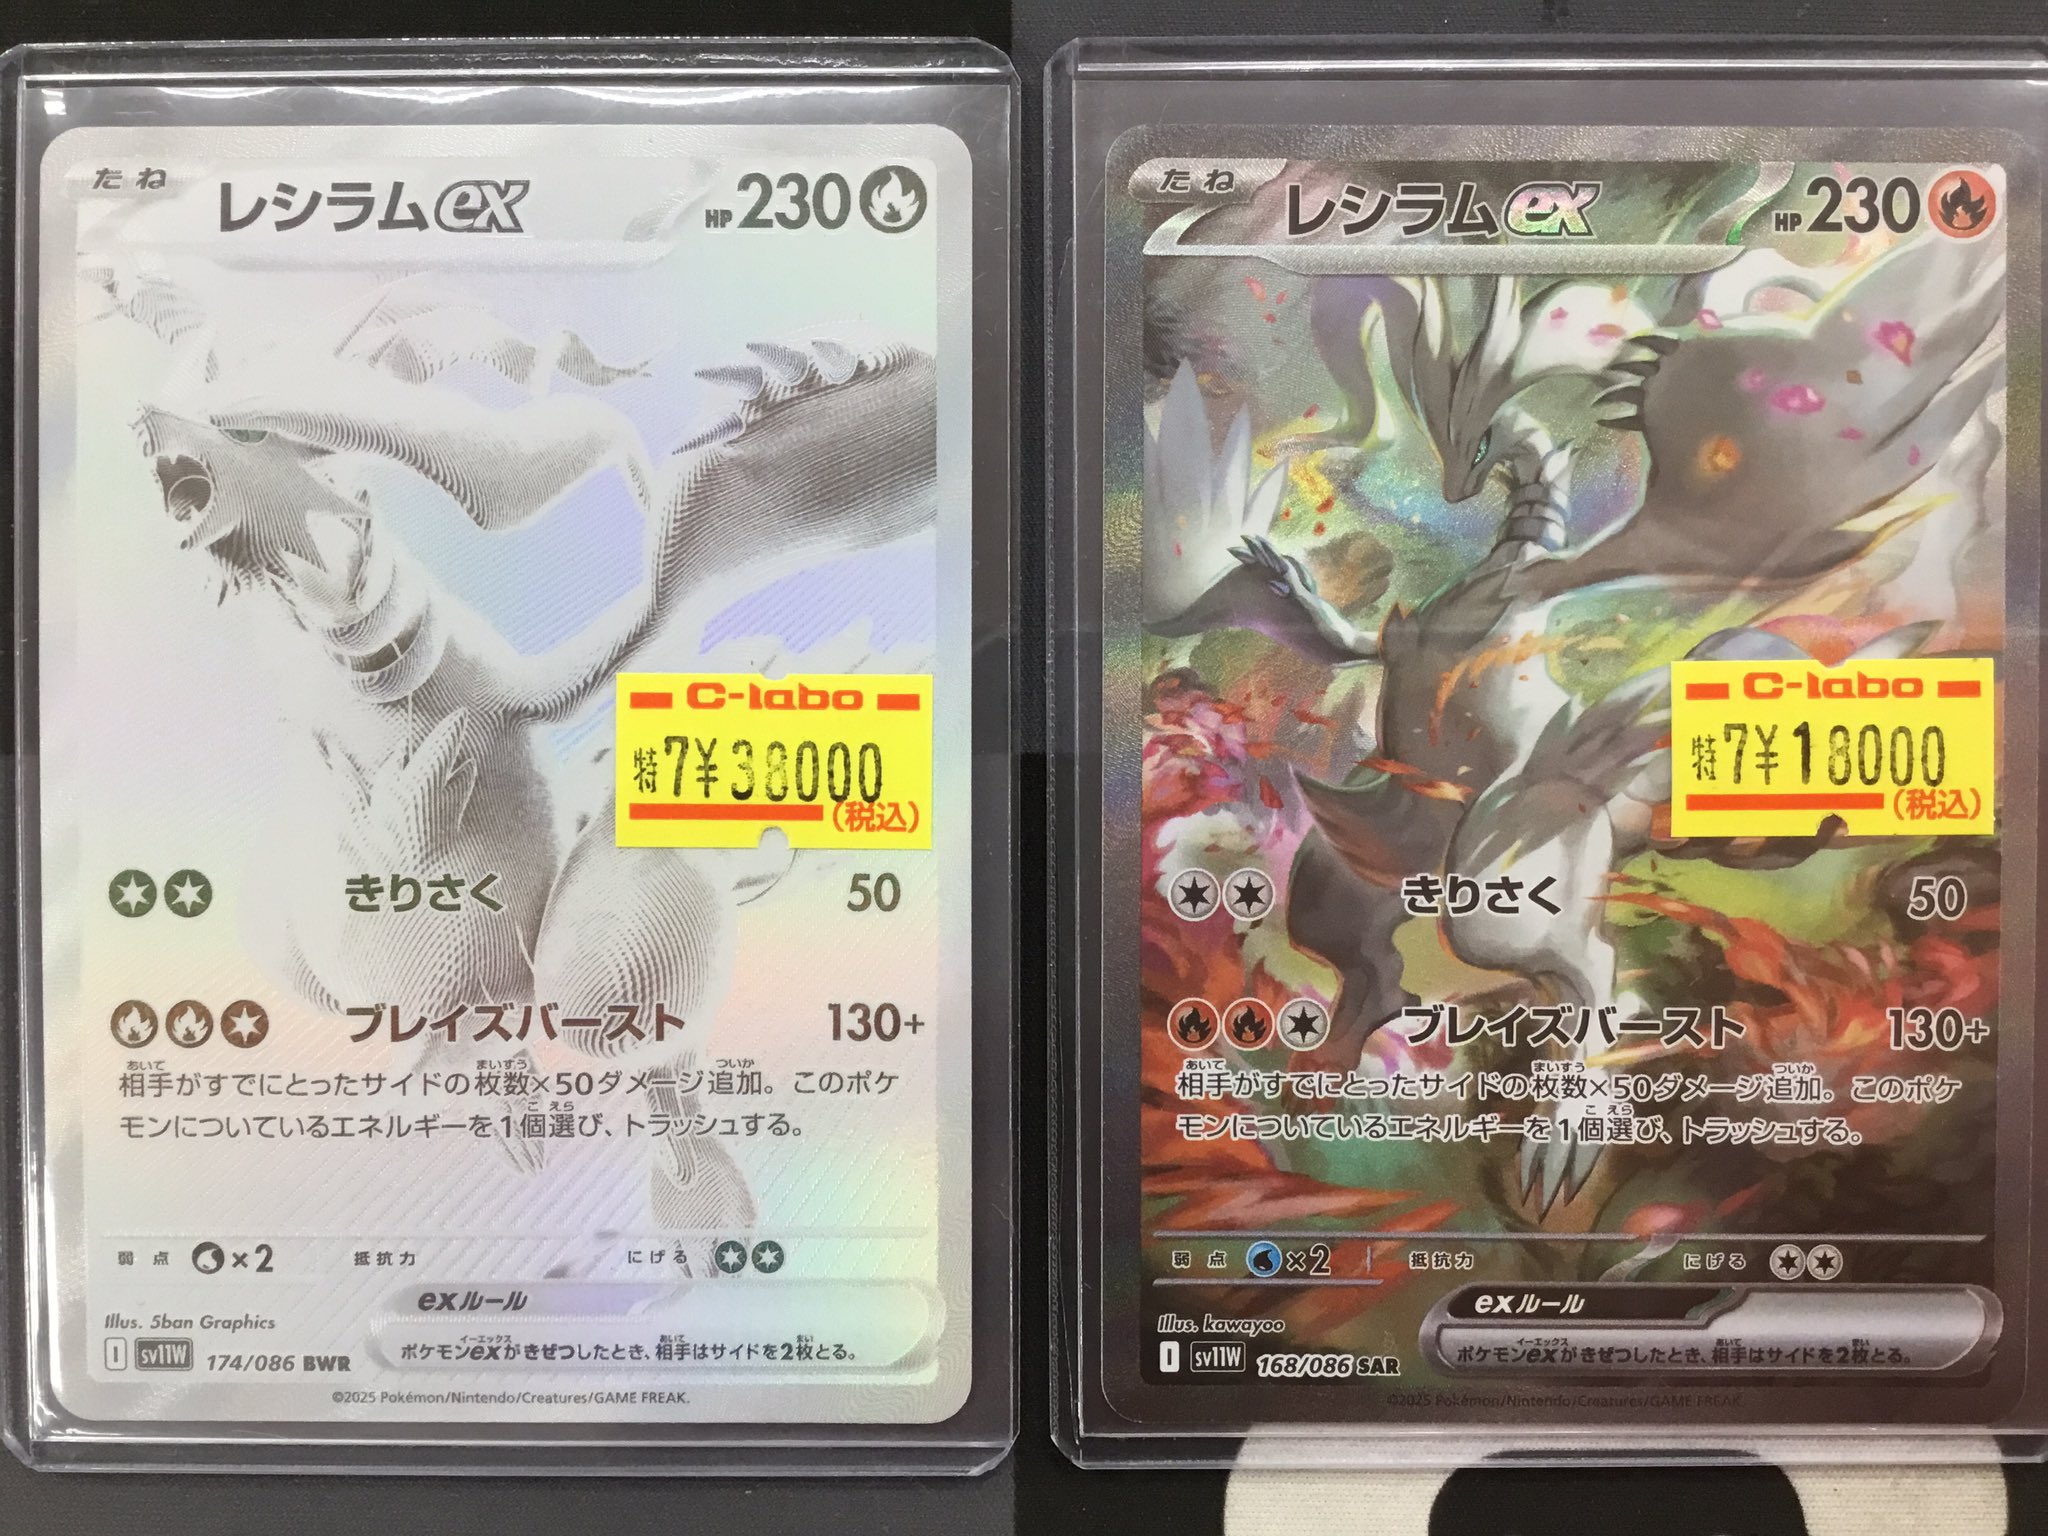 たね レシラムex HP230
C-labo
特7¥38000
(税込)
きりさく 50
ブレイズバースト 130+
相手がすでにとったサイドの枚数×50ダメージ追加。このポケ
モンについているエネルギーを1個選び、トラッシュする。
弱点 ×2 抵抗力 にげる
exルール
ポケモンexがきぜつしたとき、相手はサイドを2枚とる。
Illus. 5ban Graphics
I sv11W 174/086 BWR
©2025 Pokémon/Nintendo/Creatures/GAME FREAK.
たね レシラムex HP230
C-labo
特7¥18000
(税込)
きりさく 50
ブレイズバースト 130+
相手がすでにとったサイドの枚数×50ダメージ追加。このポケ
モンについているエネルギーを1個選び、トラッシュする。
弱点 ×2 抵抗力 にげる
exルール
ポケモンexがきぜつしたとき、相手はサイドを2枚とる。
Illus. kawayoo
I sv11W 168/086 SAR
©2025 Pokémon/Nintendo/Creatures/GAME FREAK.